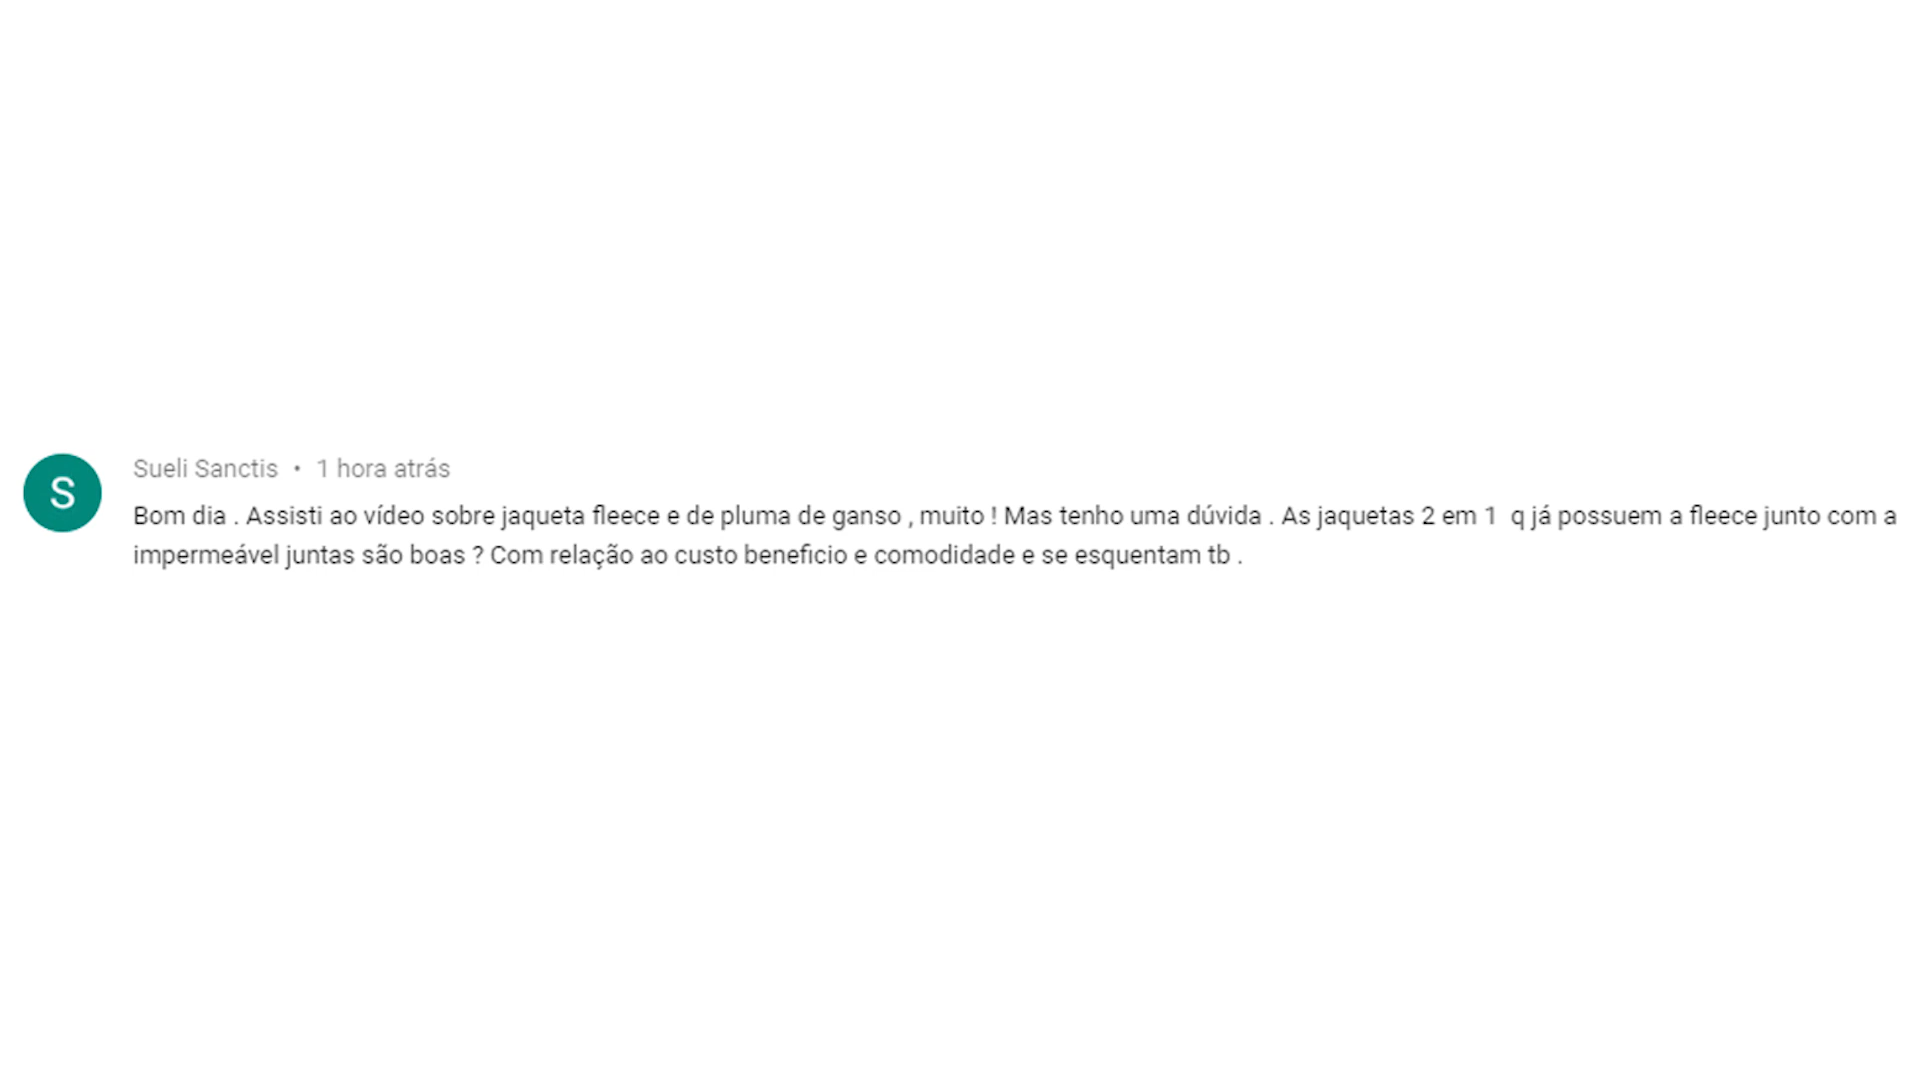 S
Sueli Sanctis • 1 hora atrás
Bom dia . Assisti ao vídeo sobre jaqueta fleece e de pluma de ganso , muito ! Mas tenho uma dúvida . As jaquetas 2 em 1  q já possuem a fleece junto com a
impermeável juntas são boas ? Com relação ao custo beneficio e comodidade e se esquentam tb .